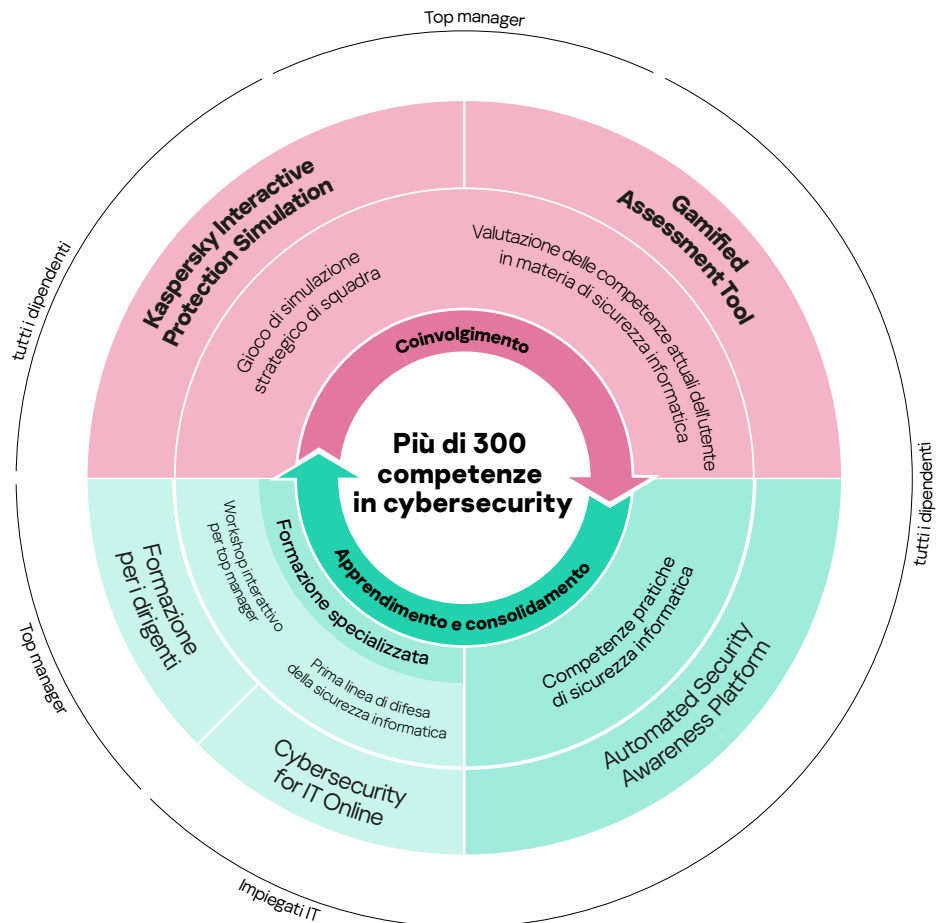 Top manager
tutti i dipendenti
Kaspersky Interactive
Protection Simulation
Gamified
Assessment Tool
Gioco di simulazione
strategico di squadra
Valutazione delle competenze attuali dell'utente
in materia di sicurezza informatica
Coinvolgimento
Più di 300
competenze
in cybersecurity
tutti i dipendenti
Apprendimento e consolidamento
Formazione specializzata
Workshop interattivo
per top manager
Formazione
per i dirigenti
Top manager
Prima linea di difesa
della sicurezza informatica
Cybersecurity
for IT Online
Impiegati IT
Competenze pratiche
di sicurezza informatica
Automated Security
Awareness Platform